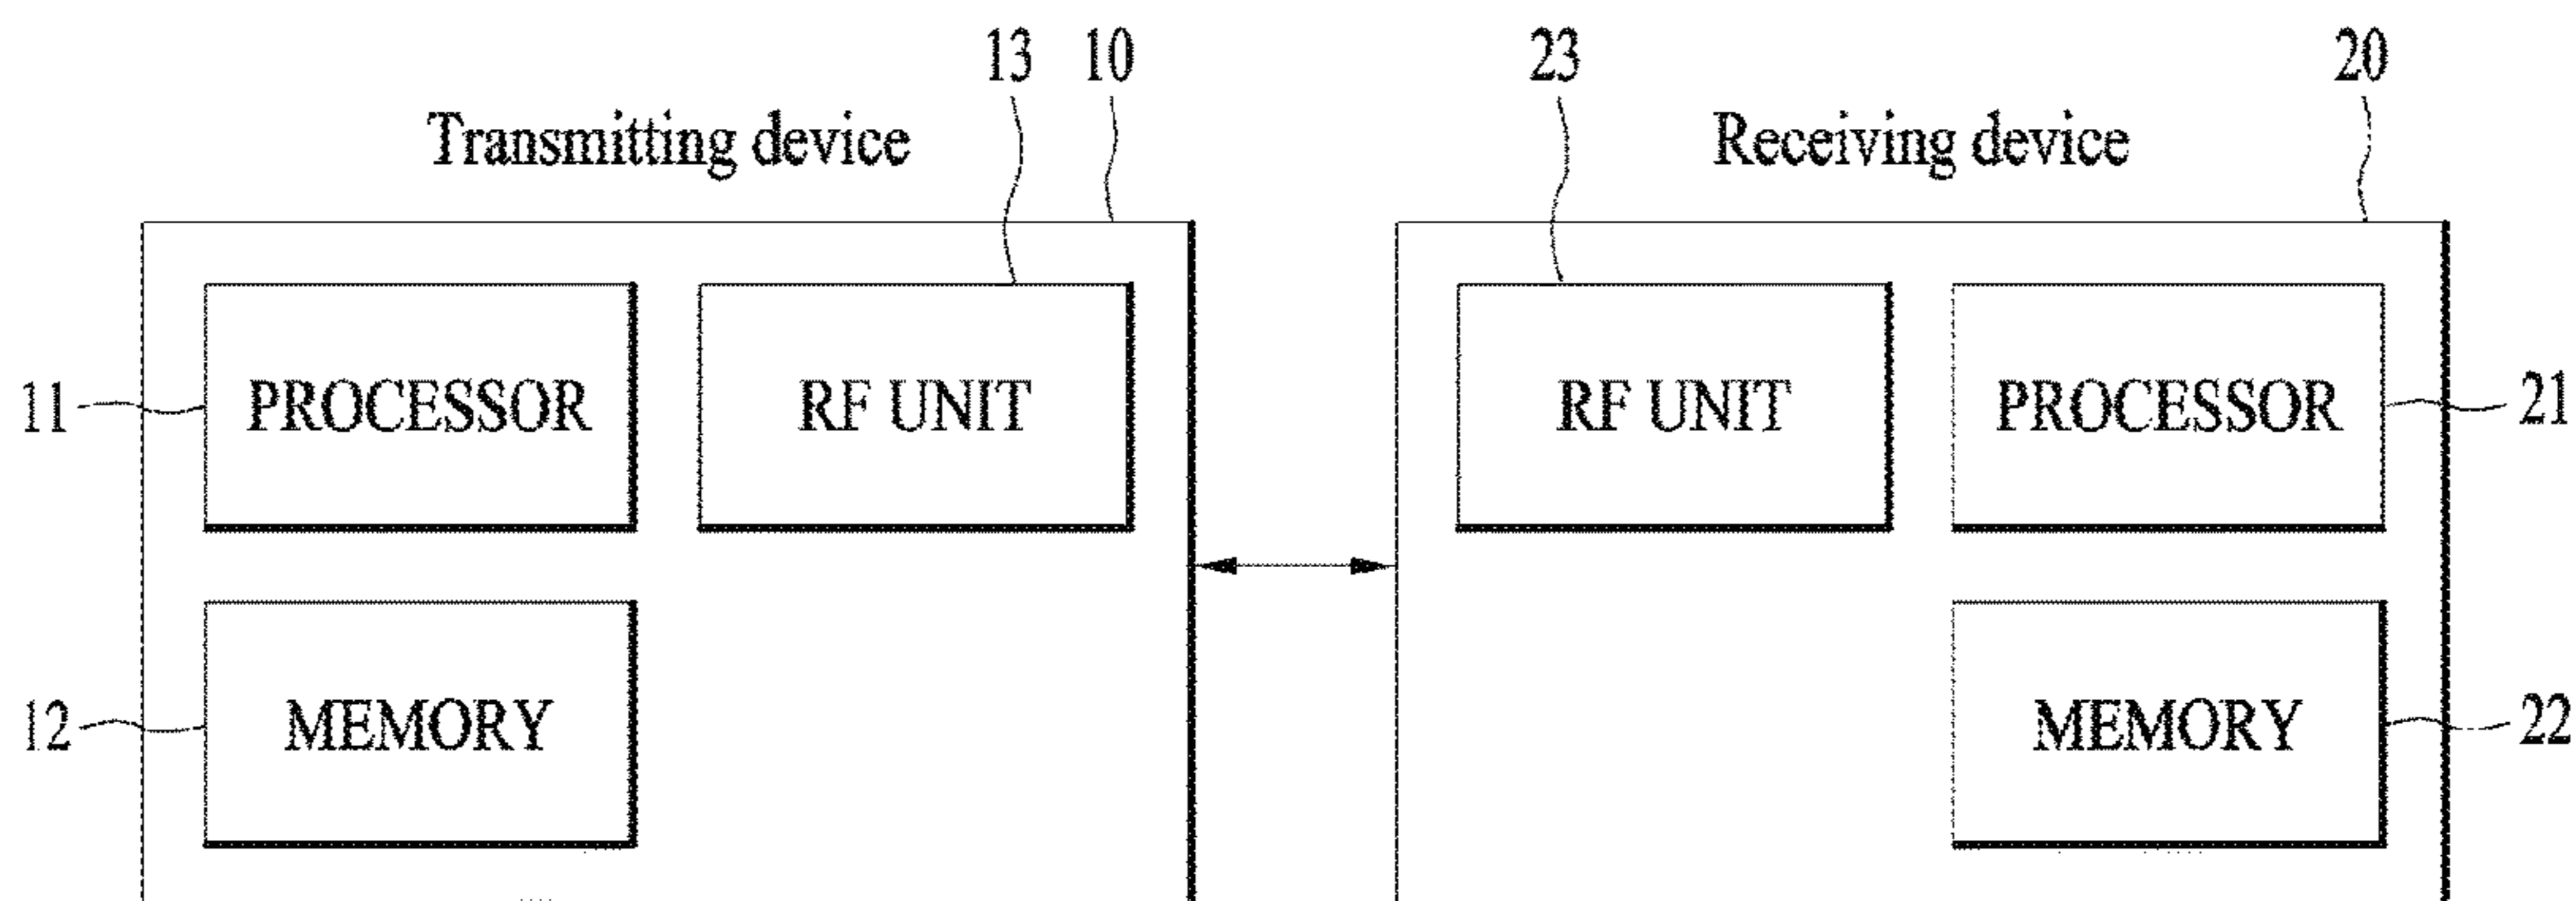 13 10 23 20
Transmitting device Receiving device
11 PROCESSOR RF UNIT RF UNIT PROCESSOR 21
12 MEMORY MEMORY 22